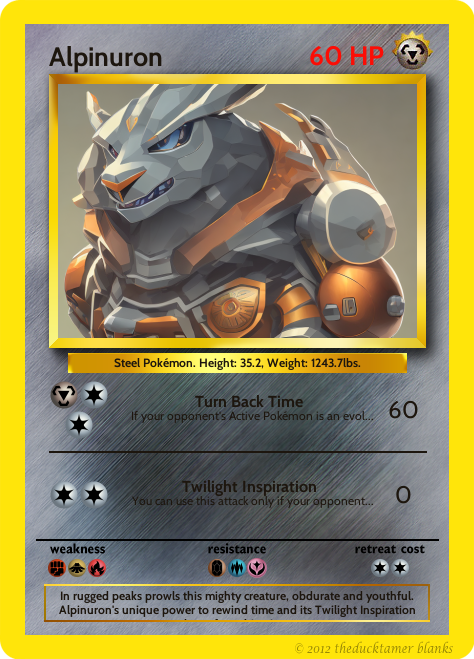 Alpinuron
60 HP
Steel Pokémon. Height: 35.2, Weight: 1243.7lbs.
Turn Back Time
If your opponent's Active Pokémon is an evol...
60
Twilight Inspiration
You can use this attack only if your opponent...
0
weakness
resistance
retreat cost
In rugged peaks prowls this mighty creature, obdurate and youthful.
Alpinuron's unique power to rewind time and its Twilight Inspiration
© 2012 theducktamer blanks